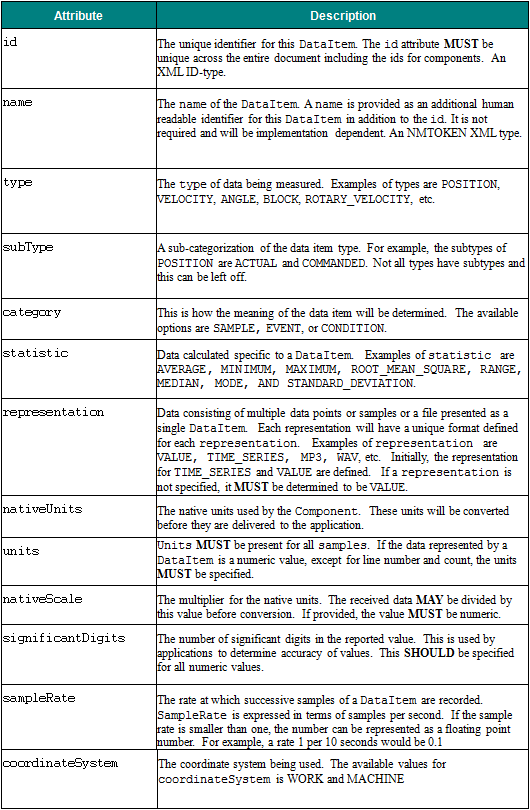 Attribute Description
id The unique identifier for this DataItem. The id attribute MUST be
unique across the entire document including the ids for components. An
XML ID-type.
name The name of the DataItem. A name is provided as an additional human
readable identifier for this DataItem in addition to the id. It is not
required and will be implementation dependent. An NMTOKEN XML type.
type The type of data being measured. Examples of types are POSITION,
VELOCITY, ANGLE, BLOCK, ROTARY_VELOCITY, etc.
subType A sub-categorization of the data item type. For example, the subtypes of
POSITION are ACTUAL and COMMANDED. Not all types have subtypes and
this can be left off.
category This is how the meaning of the data item will be determined. The available
options are SAMPLE, EVENT, or CONDITION.
statistic Data calculated specific to a DataItem. Examples of statistic are
AVERAGE, MINIMUM, MAXIMUM, ROOT_MEAN_SQUARE, RANGE,
MEDIAN, MODE, AND STANDARD_DEVIATION.
representation Data consisting of multiple data points or samples or a file presented as a
single DataItem. Each representation will have a unique format defined
for each representation. Examples of representation are
VALUE, TIME_SERIES, MP3, WAV, etc. Initially, the representation
for TIME_SERIES and VALUE are defined. If a representation is
not specified, it MUST be determined to be VALUE.
nativeUnits The native units used by the Component. These units will be converted
before they are delivered to the application.
units Units MUST be present for all samples. If the data represented by a
DataItem is a numeric value, except for line number and count, the units
MUST be specified.
nativeScale The multiplier for the native units. The received data MAY be divided by
this value before conversion. If provided, the value MUST be numeric.
significantDigits The number of significant digits in the reported value. This is used by
applications to determine accuracy of values. This SHOULD be specified
for all numeric values.
sampleRate The rate at which successive samples of a DataItem are recorded.
SampleRate is expressed in terms of samples per second. If the sample
rate is smaller than one, the number can be represented as a floating point
number. For example, a rate 1 per 10 seconds would be 0.1
coordinateSystem The coordinate system being used. The available values for
coordinateSystem is WORK and MACHINE